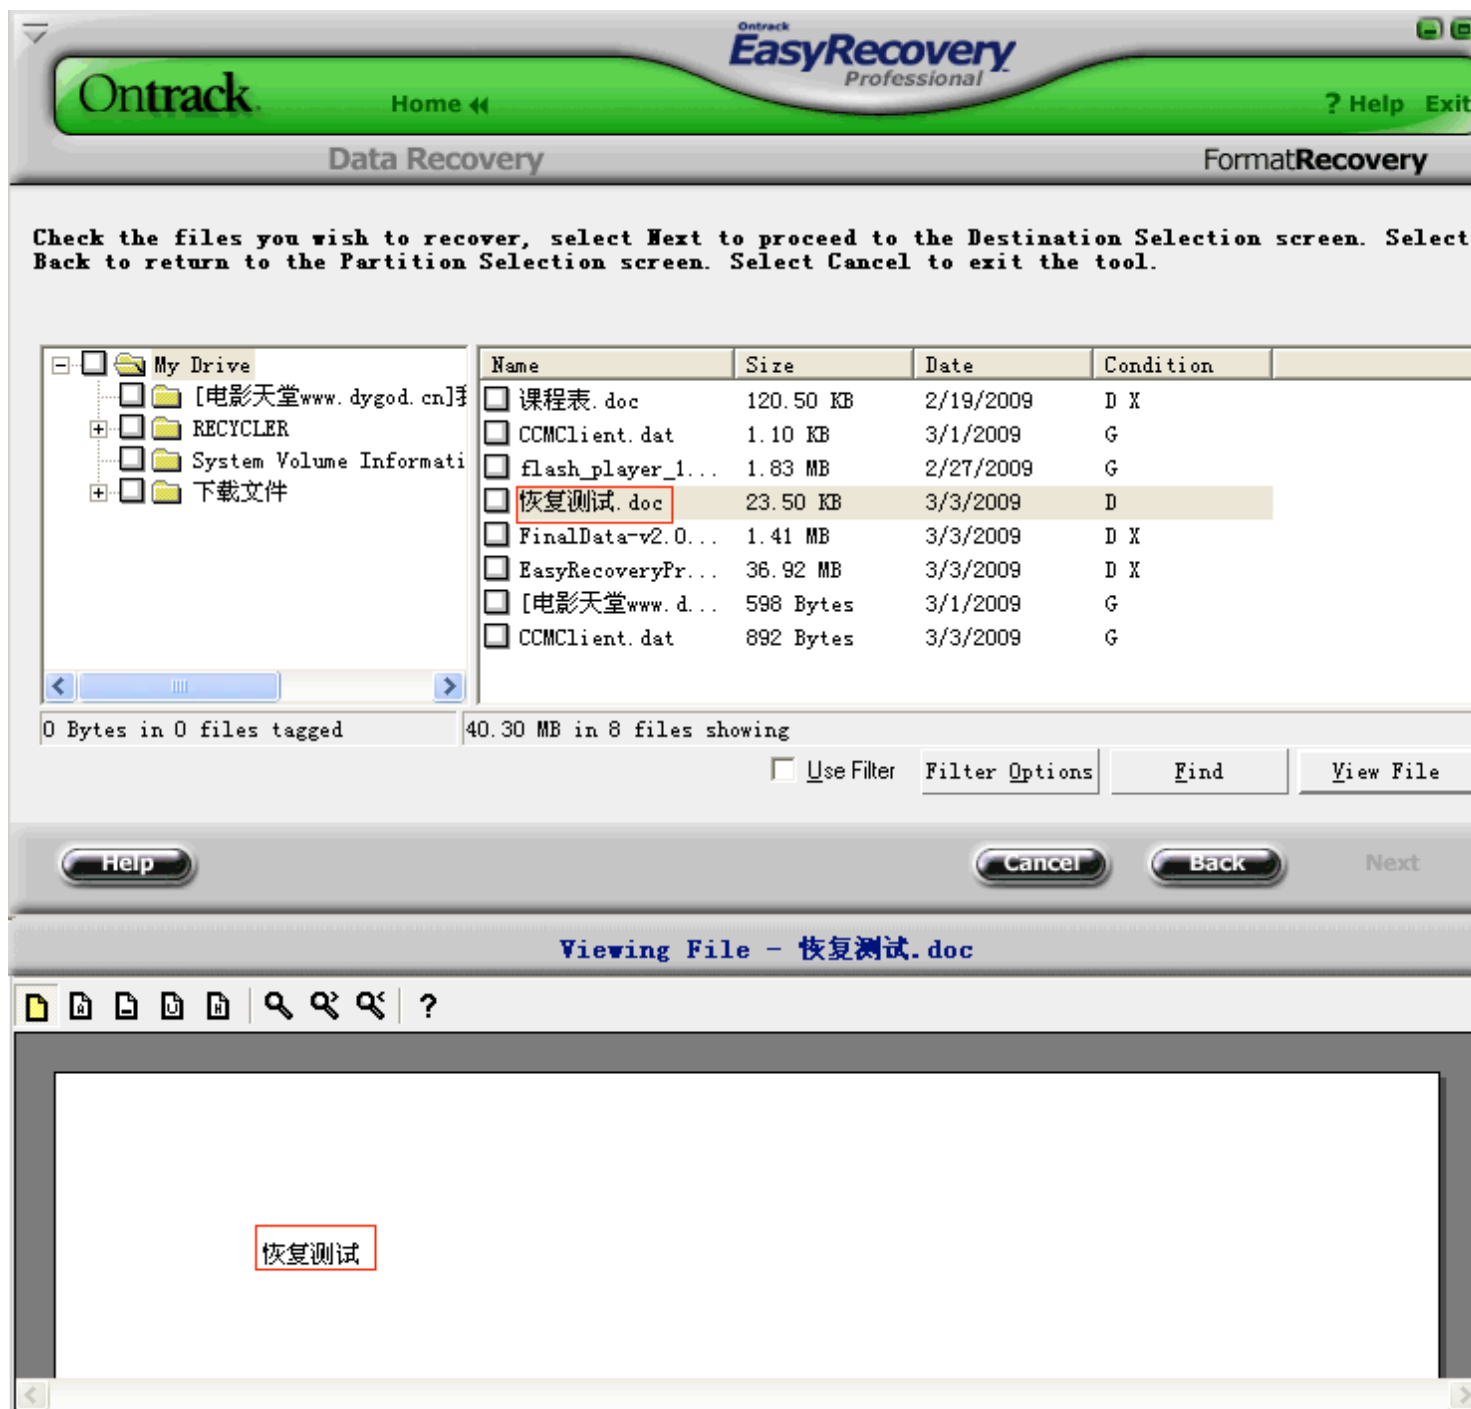 Ontrack
EasyRecovery
Professional
Ontrack. Home ? Help Exit
Data Recovery FormatRecovery
Check the files you wish to recover, select Next to proceed to the Destination Selection screen. Select
Back to return to the Partition Selection screen. Select Cancel to exit the tool.
My Drive
[电影天堂www.dygod.cn]
RECYCLER
System Volume Informati
下载文件
Name Size Date Condition
课程表.doc 120.50 KB 2/19/2009 D X
CCMClient.dat 1.10 KB 3/1/2009 G
flash_player_1... 1.83 MB 2/27/2009 G
恢复测试.doc 23.50 KB 3/3/2009 D
FinalData-v2.0... 1.41 MB 3/3/2009 D X
EasyRecoveryPr... 36.92 MB 3/3/2009 D X
[电影天堂www.d... 598 Bytes 3/1/2009 G
CCMClient.dat 892 Bytes 3/3/2009 G
0 Bytes in 0 files tagged 40.30 MB in 8 files showing
Use Filter Filter Options Find View File
Help Cancel Back Next
Viewing File - 恢复测试.doc
?
恢复测试